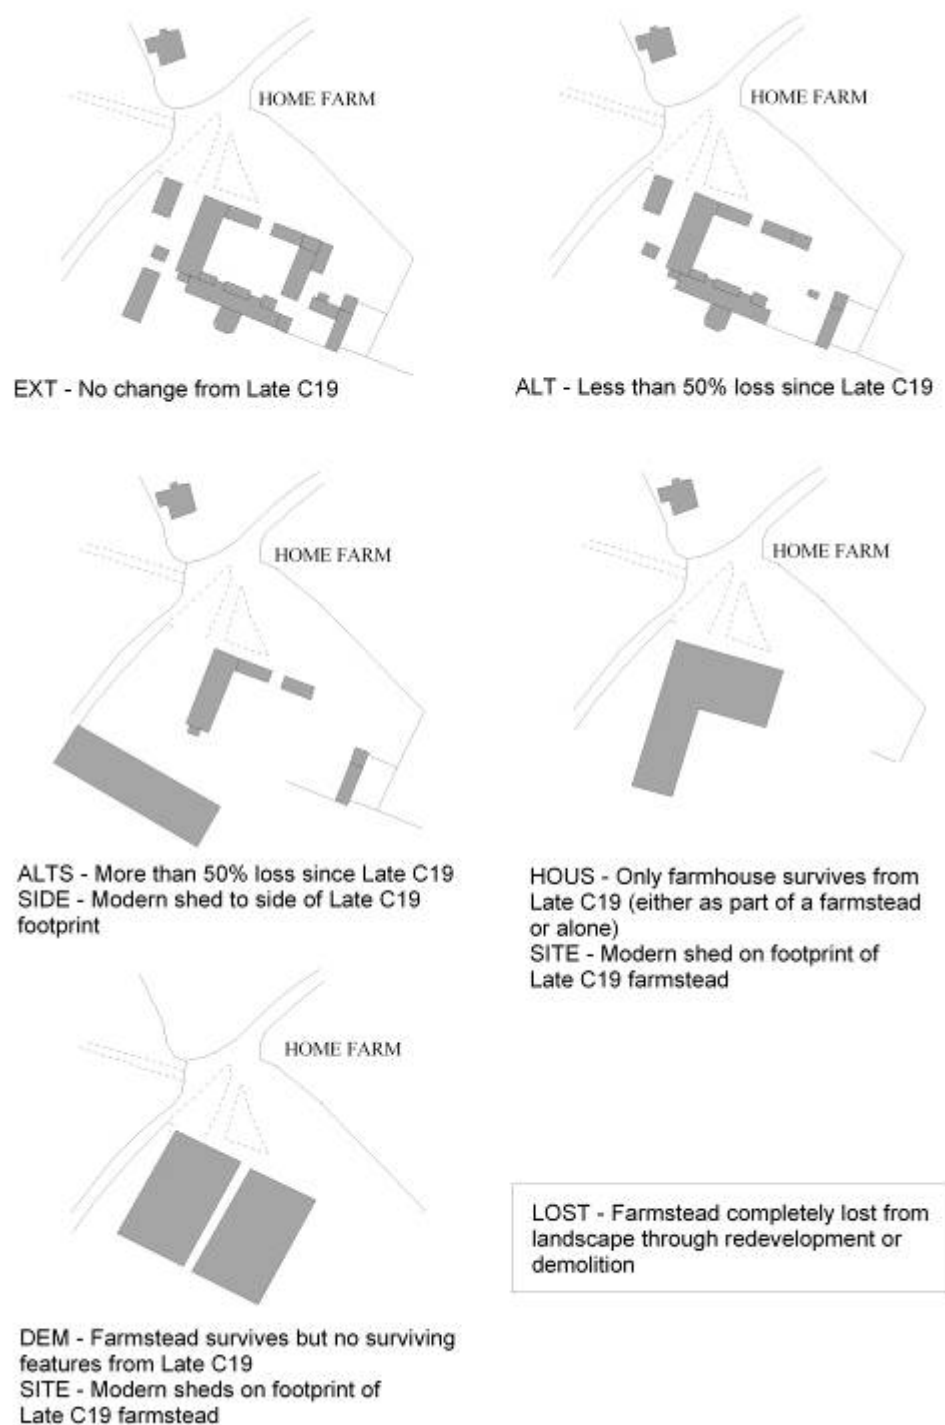 HOME FARM
HOME FARM
EXT - No change from Late C19
ALT - Less than 50% loss since Late C19
HOME FARM
HOME FARM
ALTS - More than 50% loss since Late C19
SIDE - Modern shed to side of Late C19
footprint
HOUS - Only farmhouse survives from
Late C19 (either as part of a farmstead
or alone)
SITE - Modern shed on footprint of
Late C19 farmstead
HOME FARM
LOST - Farmstead completely lost from
landscape through redevelopment or
demolition
DEM - Farmstead survives but no surviving
features from Late C19
SITE - Modern sheds on footprint of
Late C19 farmstead